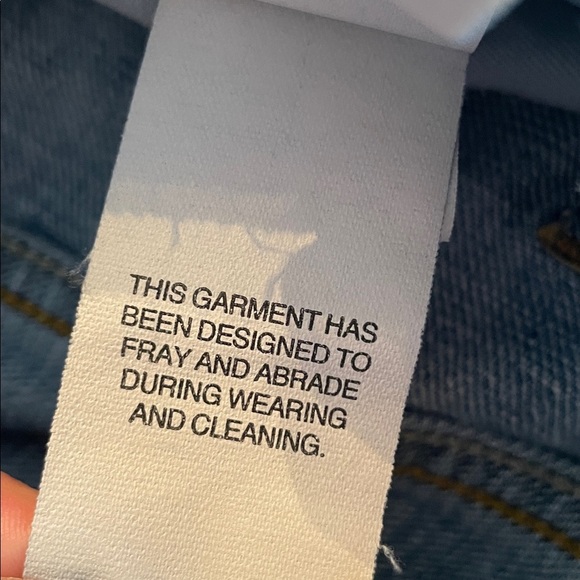 THIS GARMENT HAS
BEEN DESIGNED TO
FRAY AND ABRADE
DURING WEARING
AND CLEANING.